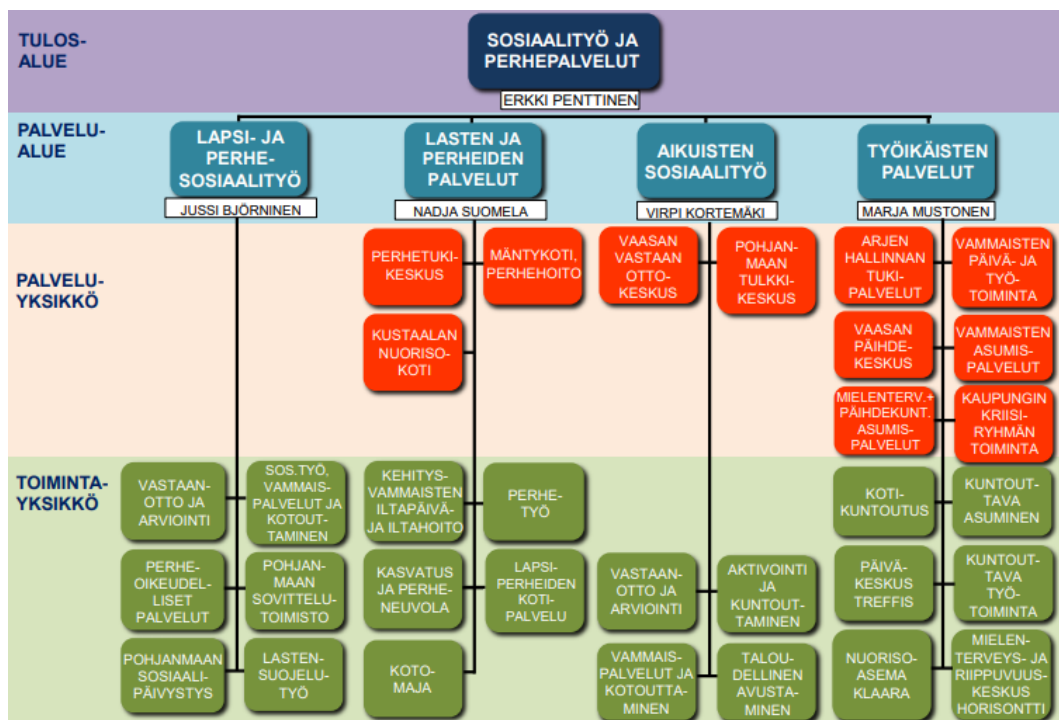 TULOS-
ALUE
SOSIAALITYÖ JA
PERHEPALVELUT
ERKKI PENTTINEN
PALVELU-
ALUE
LAPSI- JA
PERHE-
SOSIAALITYÖ
JUSSI BJÖRNINEN
LASTEN JA
PERHEIDEN
PALVELUT
NADJA SUOMELA
AIKUISTEN
SOSIAALITYÖ
VIRPI KORTEMÄKI
TYÖIKÄISTEN
PALVELUT
MARJA MUSTONEN
PALVELU-
YKSIKKÖ
PERHETUKI-
KESKUS
MÄNTYKOTI,
PERHEHOITO
KUSTAALAN
NUORISO-
KOTI
VAASAN
VASTAAN
OTTO-
KESKUS
POHJAN-
MAAN
TULKKI-
KESKUS
ARJEN
HALLINNAN
TUKI-
PALVELUT
VAMMAISTEN
PÄIVÄ- JA
TYÖ-
TOIMINTA
VAASAN
PÄIHDE-
KESKUS
VAMMAISTEN
ASUMIS-
PALVELUT
MIELENTERV.+
PÄIHDEKUNT.
ASUMIS-
PALVELUT
KAUPUNGIN
KRIISI-
RYHMÄN
TOIMINTA
TOIMINTA-
YKSIKKÖ
VASTAAN-
OTTO JA
ARVIOINTI
SOS.TYÖ,
VAMMAIS-
PALVELUT JA
KOTOUT-
TAMINEN
PERHE-
OIKEUDEL-
LISET
PALVELUT
POHJAN-
MAAN
SOVITTELU-
TOIMISTO
POHJANMAAN
SOSIAALI-
PÄIVYSTYS
LASTEN-
SUOJELU-
TYÖ
KEHITYS-
VAMMAISTEN
ILTAPÄIVÄ-
JA ILTAHOITO
PERHE-
TYÖ
KASVATUS
JA PERHE-
NEUVOLA
LAPSI-
PERHEIDEN
KOTI-
PALVELU
KOTO-
MAJA
VASTAAN-
OTTO JA
ARVIOINTI
AKTIVOINTI
JA
KUNTOUT-
TAMINEN
VAMMAIS-
PALVELUT JA
KOTOUTTA-
MINEN
TALOU-
DELLINEN
AVUSTA-
MINEN
KOTI-
KUNTOUTUS
KUNTOUT-
TAVA
ASUMINEN
PÄIVÄ-
KESKUS
TREFFIS
KUNTOUT-
TAVA
TYÖ-
TOIMINTA
NUORISO-
ASEMA
KLAARA
MIELEN-
TERVEYS- JA
RIIPPUVUUS-
KESKUS
HORISONTTI